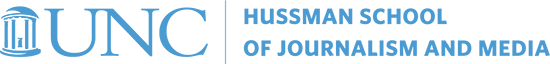 UNC
HUSSMAN SCHOOL
OF JOURNALISM AND MEDIA